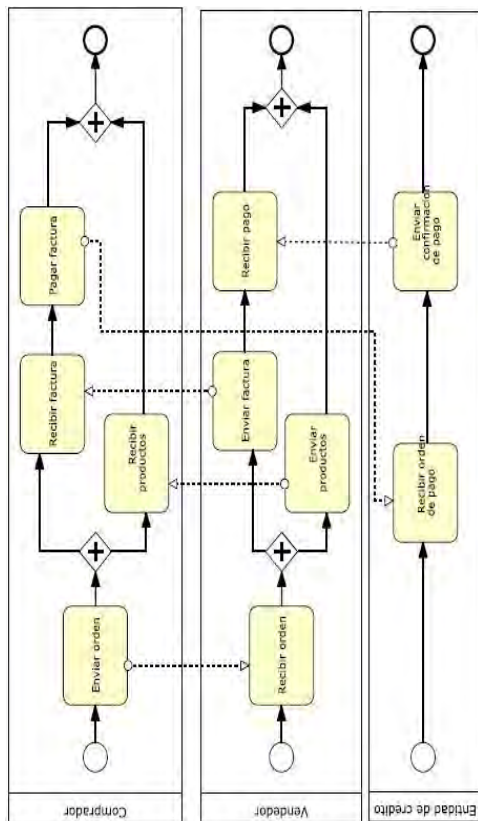 Comprador
Enviar orden
Recibir factura
Pagar factura
Recibir
productos
Vendedor
Recibir orden
Enviar factura
Recibir pago
Enviar
productos
Entidad de crédito
Recibir orden
de pago
Enviar
confirmación
de pago